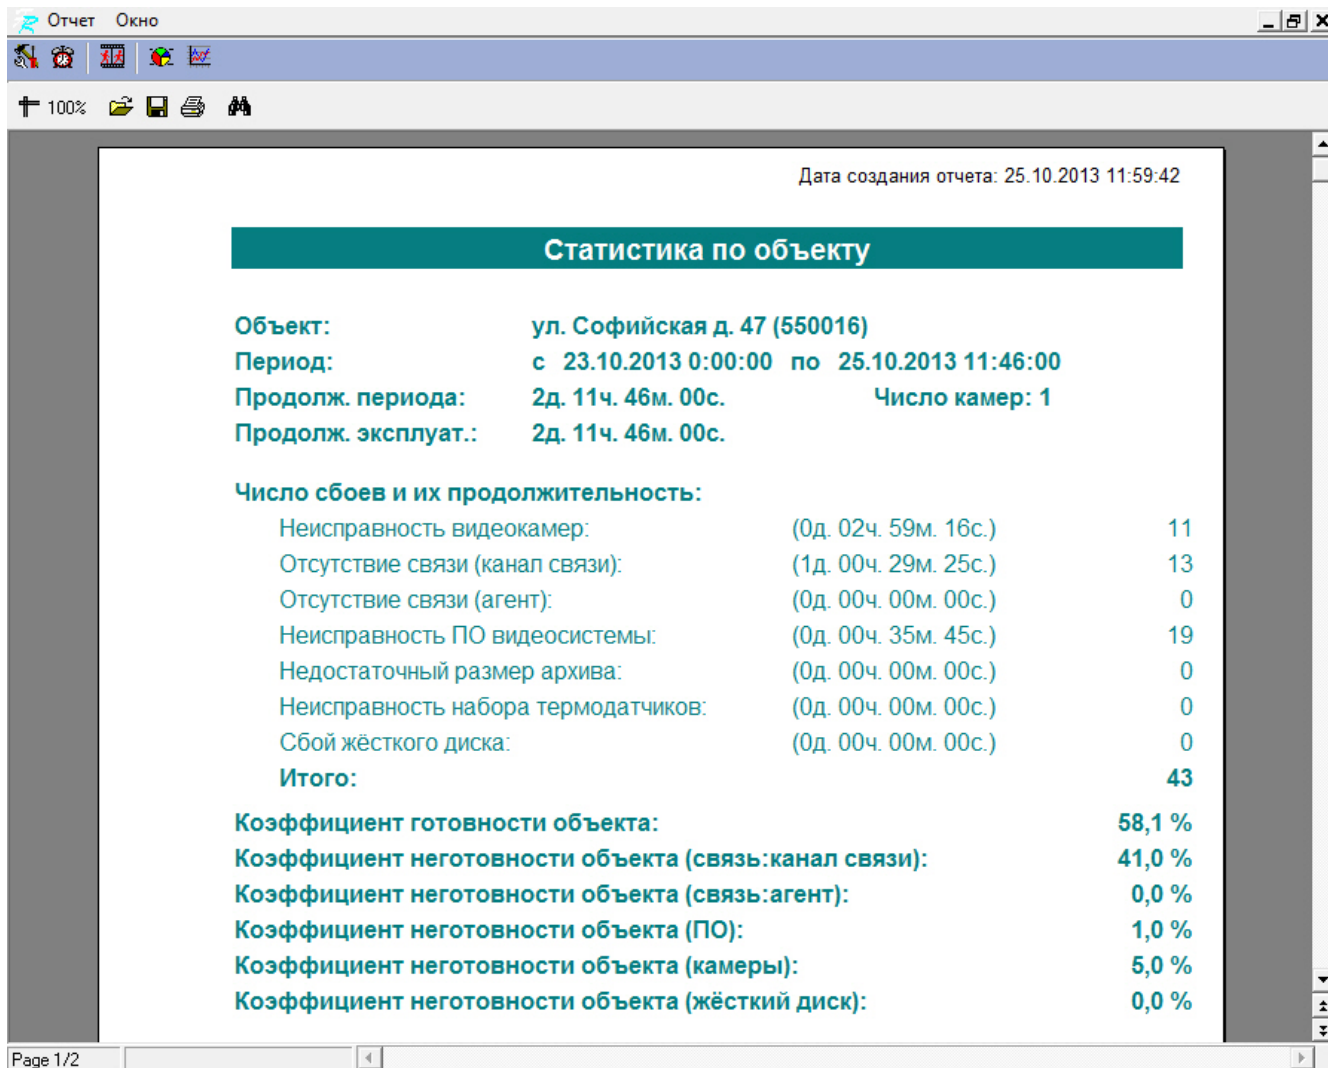 Отчет Окно
100%
Дата создания отчета: 25.10.2013 11:59:42
Статистика по объекту
Объект: ул. Софийская д. 47 (550016)
Период: с 23.10.2013 0:00:00 по 25.10.2013 11:46:00
Продолж. периода: 2д. 11ч. 46м. 00с. Число камер: 1
Продолж. эксплуат.: 2д. 11ч. 46м. 00с.
Число сбоев и их продолжительность:
Неисправность видеокамер: (0д. 02ч. 59м. 16с.) 11
Отсутствие связи (канал связи): (1д. 00ч. 29м. 25с.) 13
Отсутствие связи (агент): (0д. 00ч. 00м. 00с.) 0
Неисправность ПО видеосистемы: (0д. 00ч. 35м. 45с.) 19
Недостаточный размер архива: (0д. 00ч. 00м. 00с.) 0
Неисправность набора термодатчиков: (0д. 00ч. 00м. 00с.) 0
Сбой жёсткого диска: (0д. 00ч. 00м. 00с.) 0
Итого: 43
Коэффициент готовности объекта: 58,1 %
Коэффициент неготовности объекта (связь:канал связи): 41,0 %
Коэффициент неготовности объекта (связь:агент): 0,0 %
Коэффициент неготовности объекта (ПО): 1,0 %
Коэффициент неготовности объекта (камеры): 5,0 %
Коэффициент неготовности объекта (жёсткий диск): 0,0 %
Page 1/2